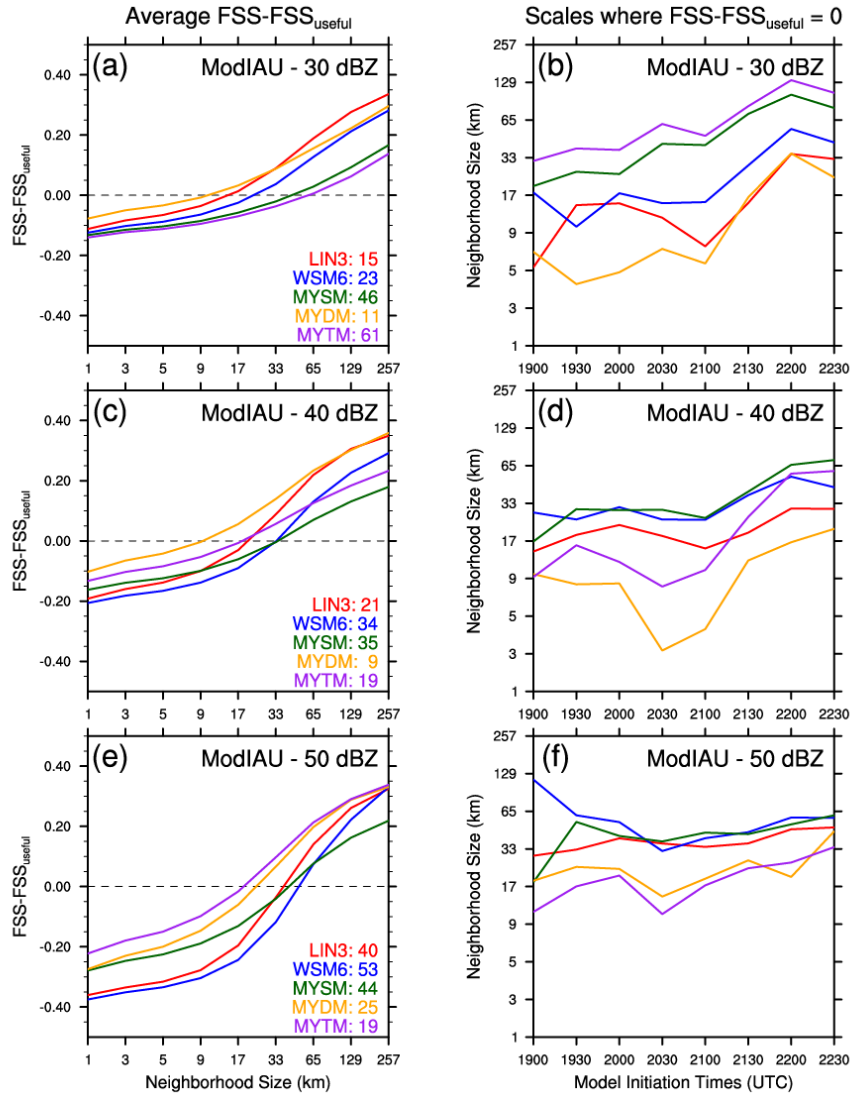 Average FSS-FSSuseful
Scales where FSS-FSSuseful = 0
(a) ModIAU - 30 dBZ
FSS-FSSuseful
0.40
0.20
0.00
-0.20
-0.40
LIN3: 15
WSM6: 23
MYSM: 46
MYDM: 11
MYTM: 61
1 3 5 9 17 33 65 129 257
(b) ModIAU - 30 dBZ
Neighborhood Size (km)
257
129
65
33
17
9
5
3
1
1900 1930 2000 2030 2100 2130 2200 2230
(c) ModIAU - 40 dBZ
FSS-FSSuseful
0.40
0.20
0.00
-0.20
-0.40
LIN3: 21
WSM6: 34
MYSM: 35
MYDM: 9
MYTM: 19
1 3 5 9 17 33 65 129 257
(d) ModIAU - 40 dBZ
Neighborhood Size (km)
257
129
65
33
17
9
5
3
1
1900 1930 2000 2030 2100 2130 2200 2230
(e) ModIAU - 50 dBZ
FSS-FSSuseful
0.40
0.20
0.00
-0.20
-0.40
LIN3: 40
WSM6: 53
MYSM: 44
MYDM: 25
MYTM: 19
1 3 5 9 17 33 65 129 257
Neighborhood Size (km)
(f) ModIAU - 50 dBZ
Neighborhood Size (km)
257
129
65
33
17
9
5
3
1
1900 1930 2000 2030 2100 2130 2200 2230
Model Initiation Times (UTC)